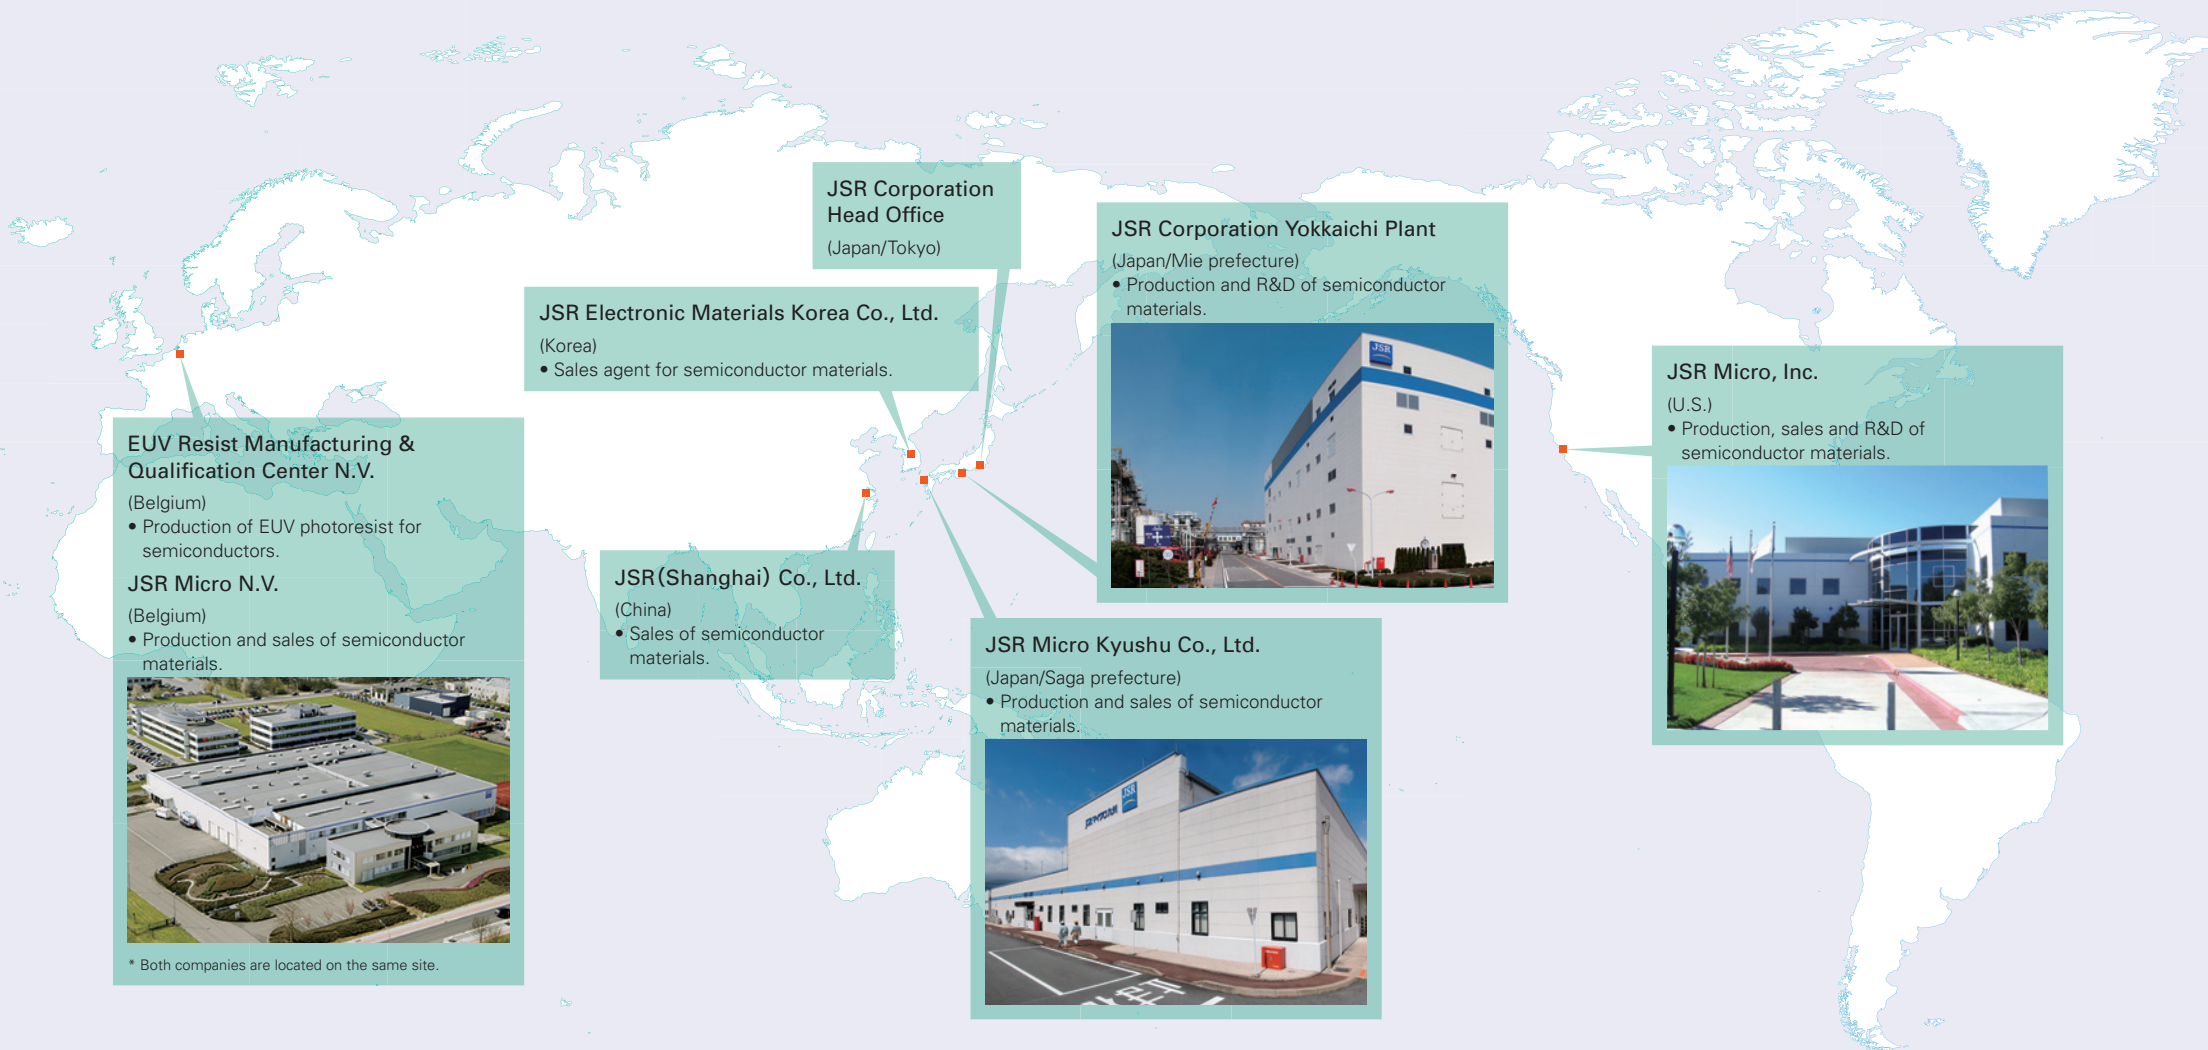 JSR Corporation
Head Office
(Japan/Tokyo)
JSR Corporation Yokkaichi Plant
(Japan/Mie prefecture)
• Production and R&D of semiconductor
materials.
JSR
JSR Electronic Materials Korea Co., Ltd.
(Korea)
• Sales agent for semiconductor materials.
JSR Micro, Inc.
(U.S.)
• Production, sales and R&D of
semiconductor materials.
EUV Resist Manufacturing &
Qualification Center N.V.
(Belgium)
• Production of EUV photoresist for
semiconductors.
JSR Micro N.V.
(Belgium)
• Production and sales of semiconductor
materials.
* Both companies are located on the same site.
JSR (Shanghai) Co., Ltd.
(China)
• Sales of semiconductor
materials.
JSR Micro Kyushu Co., Ltd.
(Japan/Saga prefecture)
• Production and sales of semiconductor
materials.
JSR